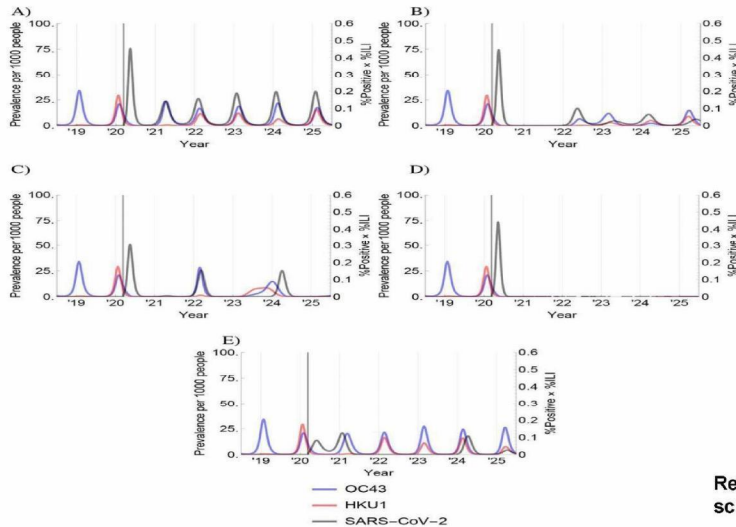 A)
Prevalence per 1000 people
100.
75.
50.
25.
0.
0.6
0.5
0.4
0.3
0.2
0.1
0
%Positive x %ILI
'19 '20 '21 '22 '23 '24 '25
Year
B)
Prevalence per 1000 people
100.
75.
50.
25.
0.
0.6
0.5
0.4
0.3
0.2
0.1
0
%Positive x %ILI
'19 '20 '21 '22 '23 '24 '25
Year
C)
Prevalence per 1000 people
100.
75.
50.
25.
0.
0.6
0.5
0.4
0.3
0.2
0.1
0
%Positive x %ILI
'19 '20 '21 '22 '23 '24 '25
Year
D)
Prevalence per 1000 people
100.
75.
50.
25.
0.
0.6
0.5
0.4
0.3
0.2
0.1
0
%Positive x %ILI
'19 '20 '21 '22 '23 '24 '25
Year
E)
Prevalence per 1000 people
100.
75.
50.
25.
0.
0.6
0.5
0.4
0.3
0.2
0.1
0
%Positive x %ILI
'19 '20 '21 '22 '23 '24 '25
Year
OC43
HKU1
SARS-CoV-2
Re
sc